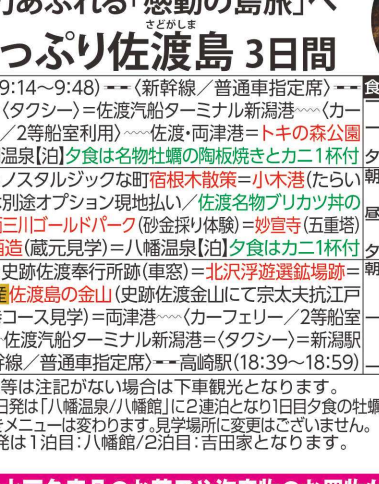 あふれる「感動の島旅」へ
さどがしま
っぷり佐渡島 3日間
9:14〜9:48)--〈新幹線／普通車指定席〉--
食
〈タクシー〉=佐渡汽船ターミナル新潟港〰〈カー
／2等船室利用〉〰佐渡・両津港=トキの森公園
温泉【泊】夕食は名物牡蠣の陶板焼きとカニ1杯付
夕
ノスタルジックな町宿根木散策=小木港(たらい
朝
は別途オプション現地払い／佐渡名物ブリカツ丼の
昼
西三川ゴールドパーク(砂金採り体験)=妙宣寺(五重塔)
酒造(蔵元見学)=八幡温泉【泊】夕食はカニ1杯付
夕
史跡佐渡奉行所跡(車窓)=北沢浮遊選鉱場跡=
朝
産佐渡島の金山(史跡佐渡金山にて宗太夫抗江戸
コース見学)=両津港〰〈カーフェリー／2等船室
佐渡汽船ターミナル新潟港=〈タクシー〉=新潟駅
幹線／普通車指定席〉--高崎駅(18:39〜18:59)
等は注記がない場合は下車観光となります。
日発は「八幡温泉/八幡館」に2連泊となり1日目夕食の牡蠣
メニューは変わります。見学場所に変更はございません。
発は1泊目：八幡館/2泊目：吉田家となります。